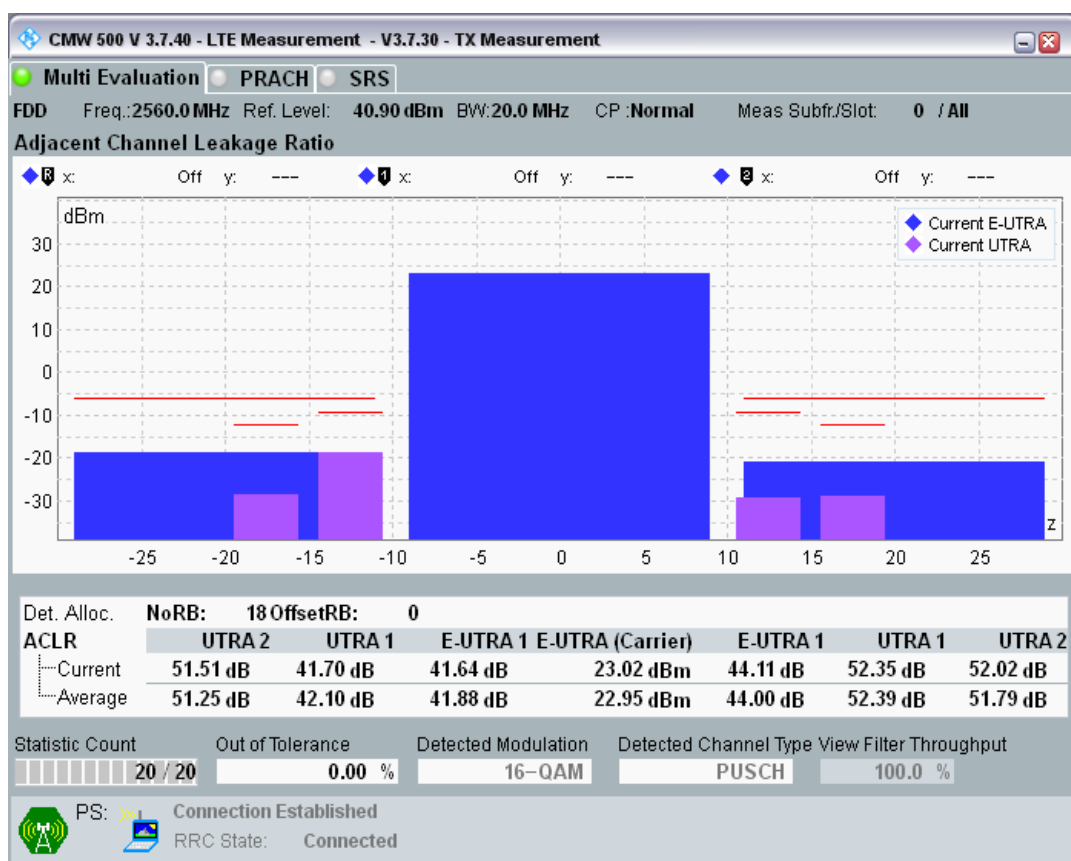 CMW 500 V 3.7.40 - LTE Measurement - V3.7.30 - TX Measurement
Multi Evaluation PRACH SRS
FDD Freq.:2560.0 MHz Ref. Level: 40.90 dBm BW:20.0 MHz CP :Normal Meas Subfr./Slot: 0 / All
Adjacent Channel Leakage Ratio
R x: Off y: --- 1 x: Off y: --- 2 x: Off y: ---
dBm
Current E-UTRA
Current UTRA
30
20
10
0
-10
-20
-30
z
-25 -20 -15 -10 -5 0 5 10 15 20 25
Det. Alloc. NoRB: 18 OffsetRB: 0
ACLR UTRA 2 UTRA 1 E-UTRA 1 E-UTRA (Carrier) E-UTRA 1 UTRA 1 UTRA 2
Current 51.51 dB 41.70 dB 41.64 dB 23.02 dBm 44.11 dB 52.35 dB 52.02 dB
Average 51.25 dB 42.10 dB 41.88 dB 22.95 dBm 44.00 dB 52.39 dB 51.79 dB
Statistic Count Out of Tolerance Detected Modulation Detected Channel Type View Filter Throughput
20 / 20 0.00 % 16-QAM PUSCH 100.0 %
PS: Connection Established
RRC State: Connected